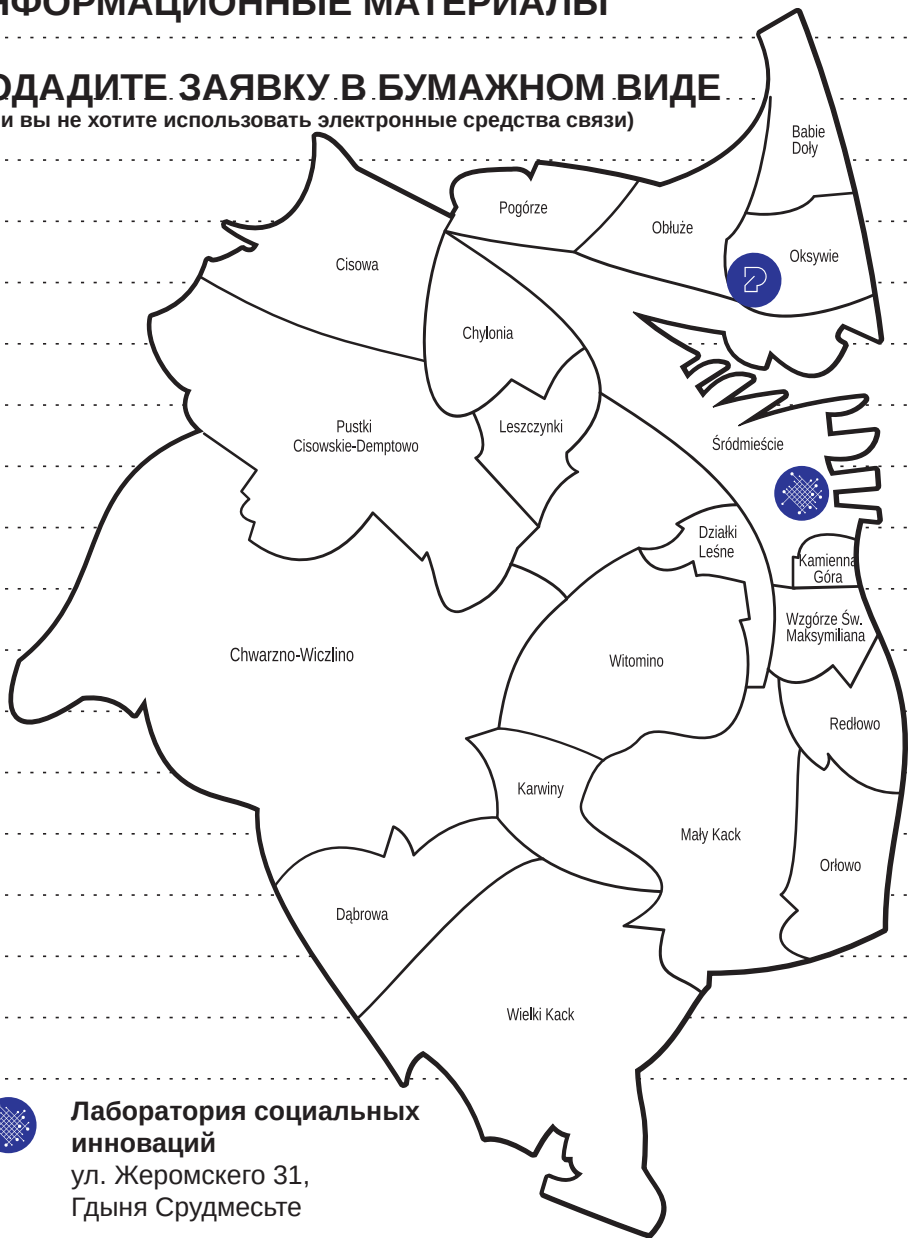 НФОРМАЦИОННЫЕ МАТЕРИАЛЫ
ОДАДИТЕ ЗАЯВКУ В БУМАЖНОМ ВИДЕ
и вы не хотите использовать электронные средства связи)
Babie
Doły
Pogórze
Obłuże
Oksywie
Cisowa
Chylonia
Pustki
Cisowskie-Demptowo
Leszczynki
Śródmieście
Działki
Leśne
Kamienna
Góra
Wzgórze Św.
Maksymiliana
Chwarzno-Wiczlino
Witomino
Redłowo
Karwiny
Mały Kack
Orłowo
Dąbrowa
Wielki Kack
Лаборатория социальных
инноваций
ул. Жеромскего 31,
Гдыня Срудмесьте